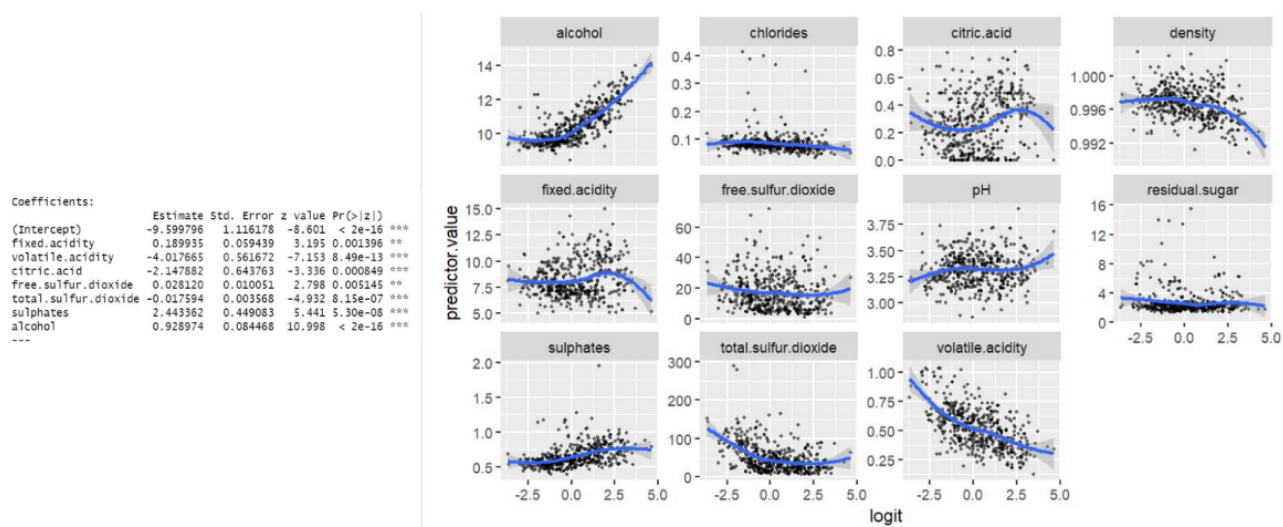 Coefficients:
Estimate Std. Error z value Pr(>|z|)
(Intercept) -9.599796 1.116178 -8.601 < 2e-16 ***
fixed.acidity 0.189935 0.059439 3.195 0.001396 **
volatile.acidity -4.017665 0.561672 -7.153 8.49e-13 ***
citric.acid -2.147882 0.643763 -3.336 0.000849 ***
free.sulfur.dioxide 0.028120 0.010051 2.798 0.005145 **
total.sulfur.dioxide -0.017594 0.003568 -4.932 8.15e-07 ***
sulphates 2.443362 0.449083 5.441 5.30e-08 ***
alcohol 0.928974 0.084468 10.998 < 2e-16 ***
---
alcohol chlorides citric.acid density
14 12 10
0.4 0.3 0.2 0.1
0.8 0.6 0.4 0.2 0.0
1.000 0.996 0.992
fixed.acidity free.sulfur.dioxide pH residual.sugar
15.0 12.5 10.0 7.5 5.0
80 60 40 20 0
3.75 3.50 3.25 3.00
16 12 8 4 0
sulphates total.sulfur.dioxide volatile.acidity
2.0 1.5 1.0 0.5
300 200 100 0
1.00 0.75 0.50 0.25
-2.5 0.0 2.5 5.0 -2.5 0.0 2.5 5.0 -2.5 0.0 2.5 5.0 -2.5 0.0 2.5 5.0
predictor.value
logit